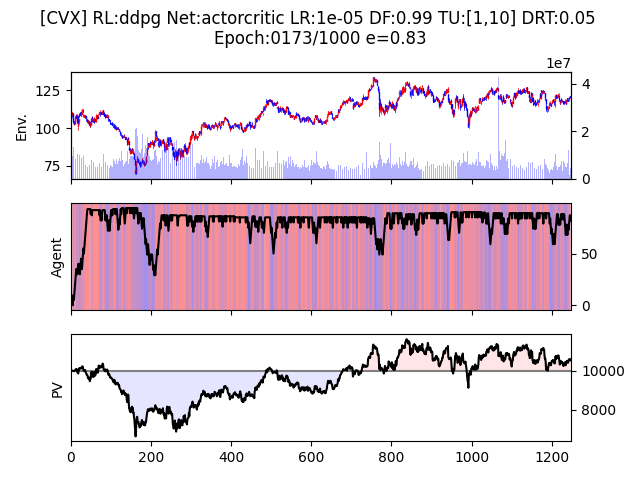 [CVX] RL:ddpg Net:actorcritic LR:1e-05 DF:0.99 TU:[1,10] DRT:0.05
Epoch:0173/1000 e=0.83
1e7
Env.
125
100
75
4
2
0
Agent
50
0
PV
10000
8000
0 200 400 600 800 1000 1200